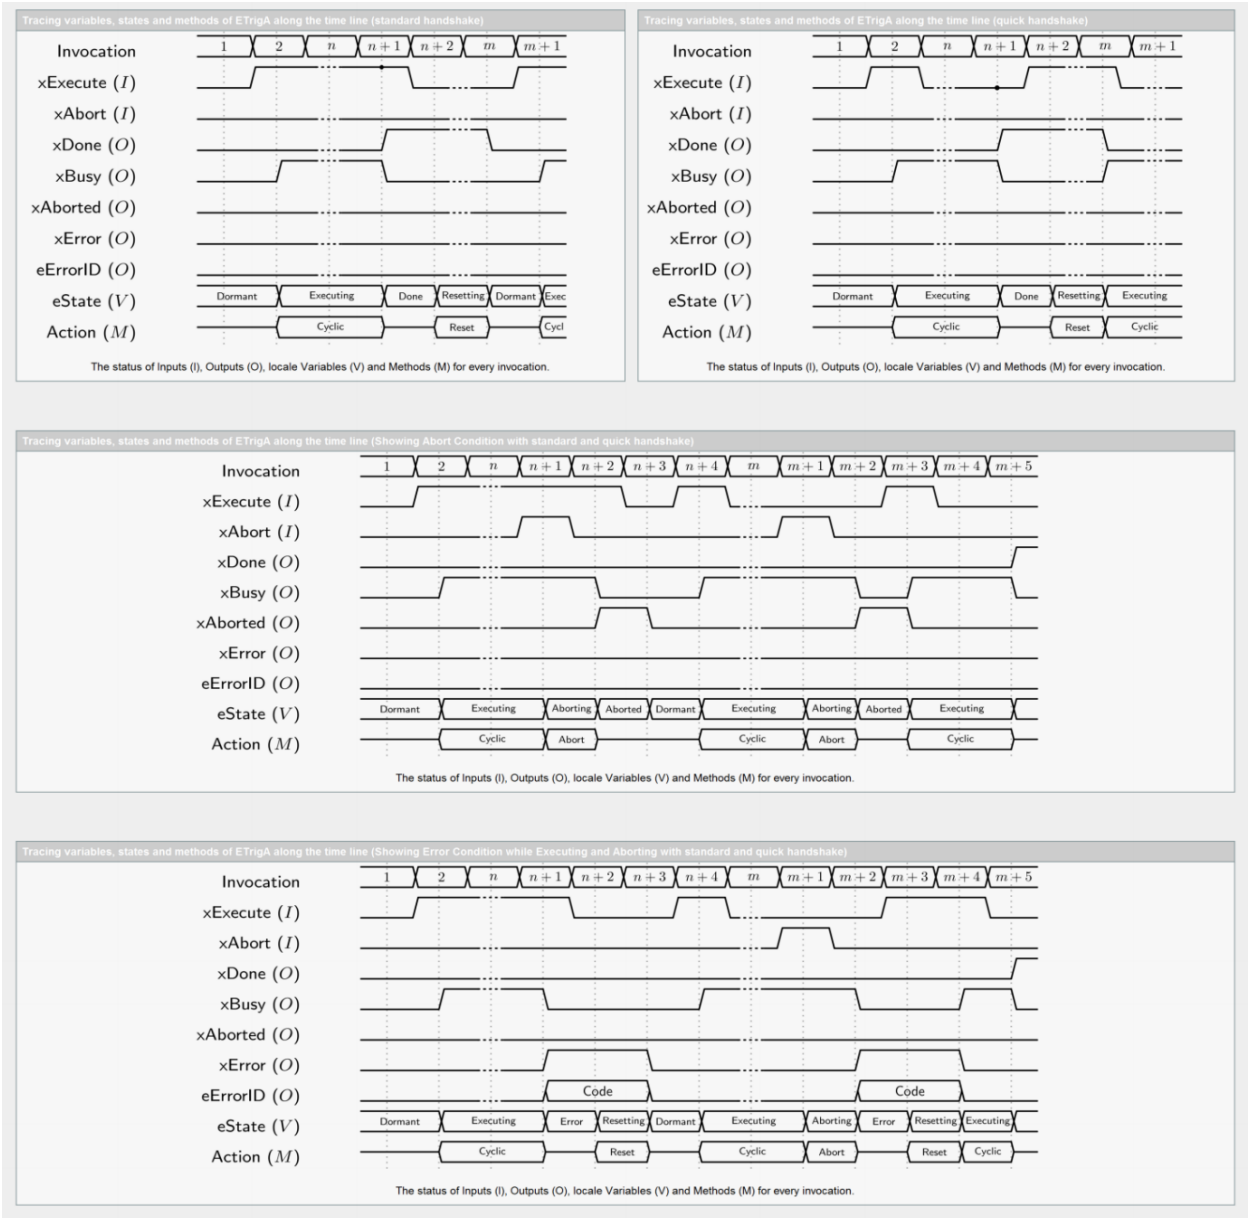 Tracing variables, states and methods of ETrigA along the time line (standard handshake)
Invocation 1 2 n n + 1 n + 2 m m + 1
xExecute (I)
xAbort (I)
xDone (O)
xBusy (O)
xAborted (O)
xError (O)
eErrorID (O)
eState (V) Dormant Executing Done Resetting Dormant Exec
Action (M) Cyclic Reset Cycl
The status of Inputs (I), Outputs (O), locale Variables (V) and Methods (M) for every invocation.
Tracing variables, states and methods of ETrigA along the time line (quick handshake)
Invocation 1 2 n n + 1 n + 2 m m + 1
xExecute (I)
xAbort (I)
xDone (O)
xBusy (O)
xAborted (O)
xError (O)
eErrorID (O)
eState (V) Dormant Executing Done Resetting Executing
Action (M) Cyclic Reset Cyclic
The status of Inputs (I), Outputs (O), locale Variables (V) and Methods (M) for every invocation.
Tracing variables, states and methods of ETrigA along the time line (Showing Abort Condition with standard and quick handshake)
Invocation 1 2 n n + 1 n + 2 n + 3 n + 4 m m + 1 m + 2 m + 3 m + 4 m + 5
xExecute (I)
xAbort (I)
xDone (O)
xBusy (O)
xAborted (O)
xError (O)
eErrorID (O)
eState (V) Dormant Executing Aborting Aborted Dormant Executing Aborting Aborted Executing
Action (M) Cyclic Abort Cyclic Abort Cyclic
The status of Inputs (I), Outputs (O), locale Variables (V) and Methods (M) for every invocation.
Tracing variables, states and methods of ETrigA along the time line (Showing Error Condition while Executing and Aborting with standard and quick handshake)
Invocation 1 2 n n + 1 n + 2 n + 3 n + 4 m m + 1 m + 2 m + 3 m + 4 m + 5
xExecute (I)
xAbort (I)
xDone (O)
xBusy (O)
xAborted (O)
xError (O)
eErrorID (O) Code Code
eState (V) Dormant Executing Error Resetting Dormant Executing Aborting Error Resetting Executing
Action (M) Cyclic Reset Cyclic Abort Reset Cyclic
The status of Inputs (I), Outputs (O), locale Variables (V) and Methods (M) for every invocation.